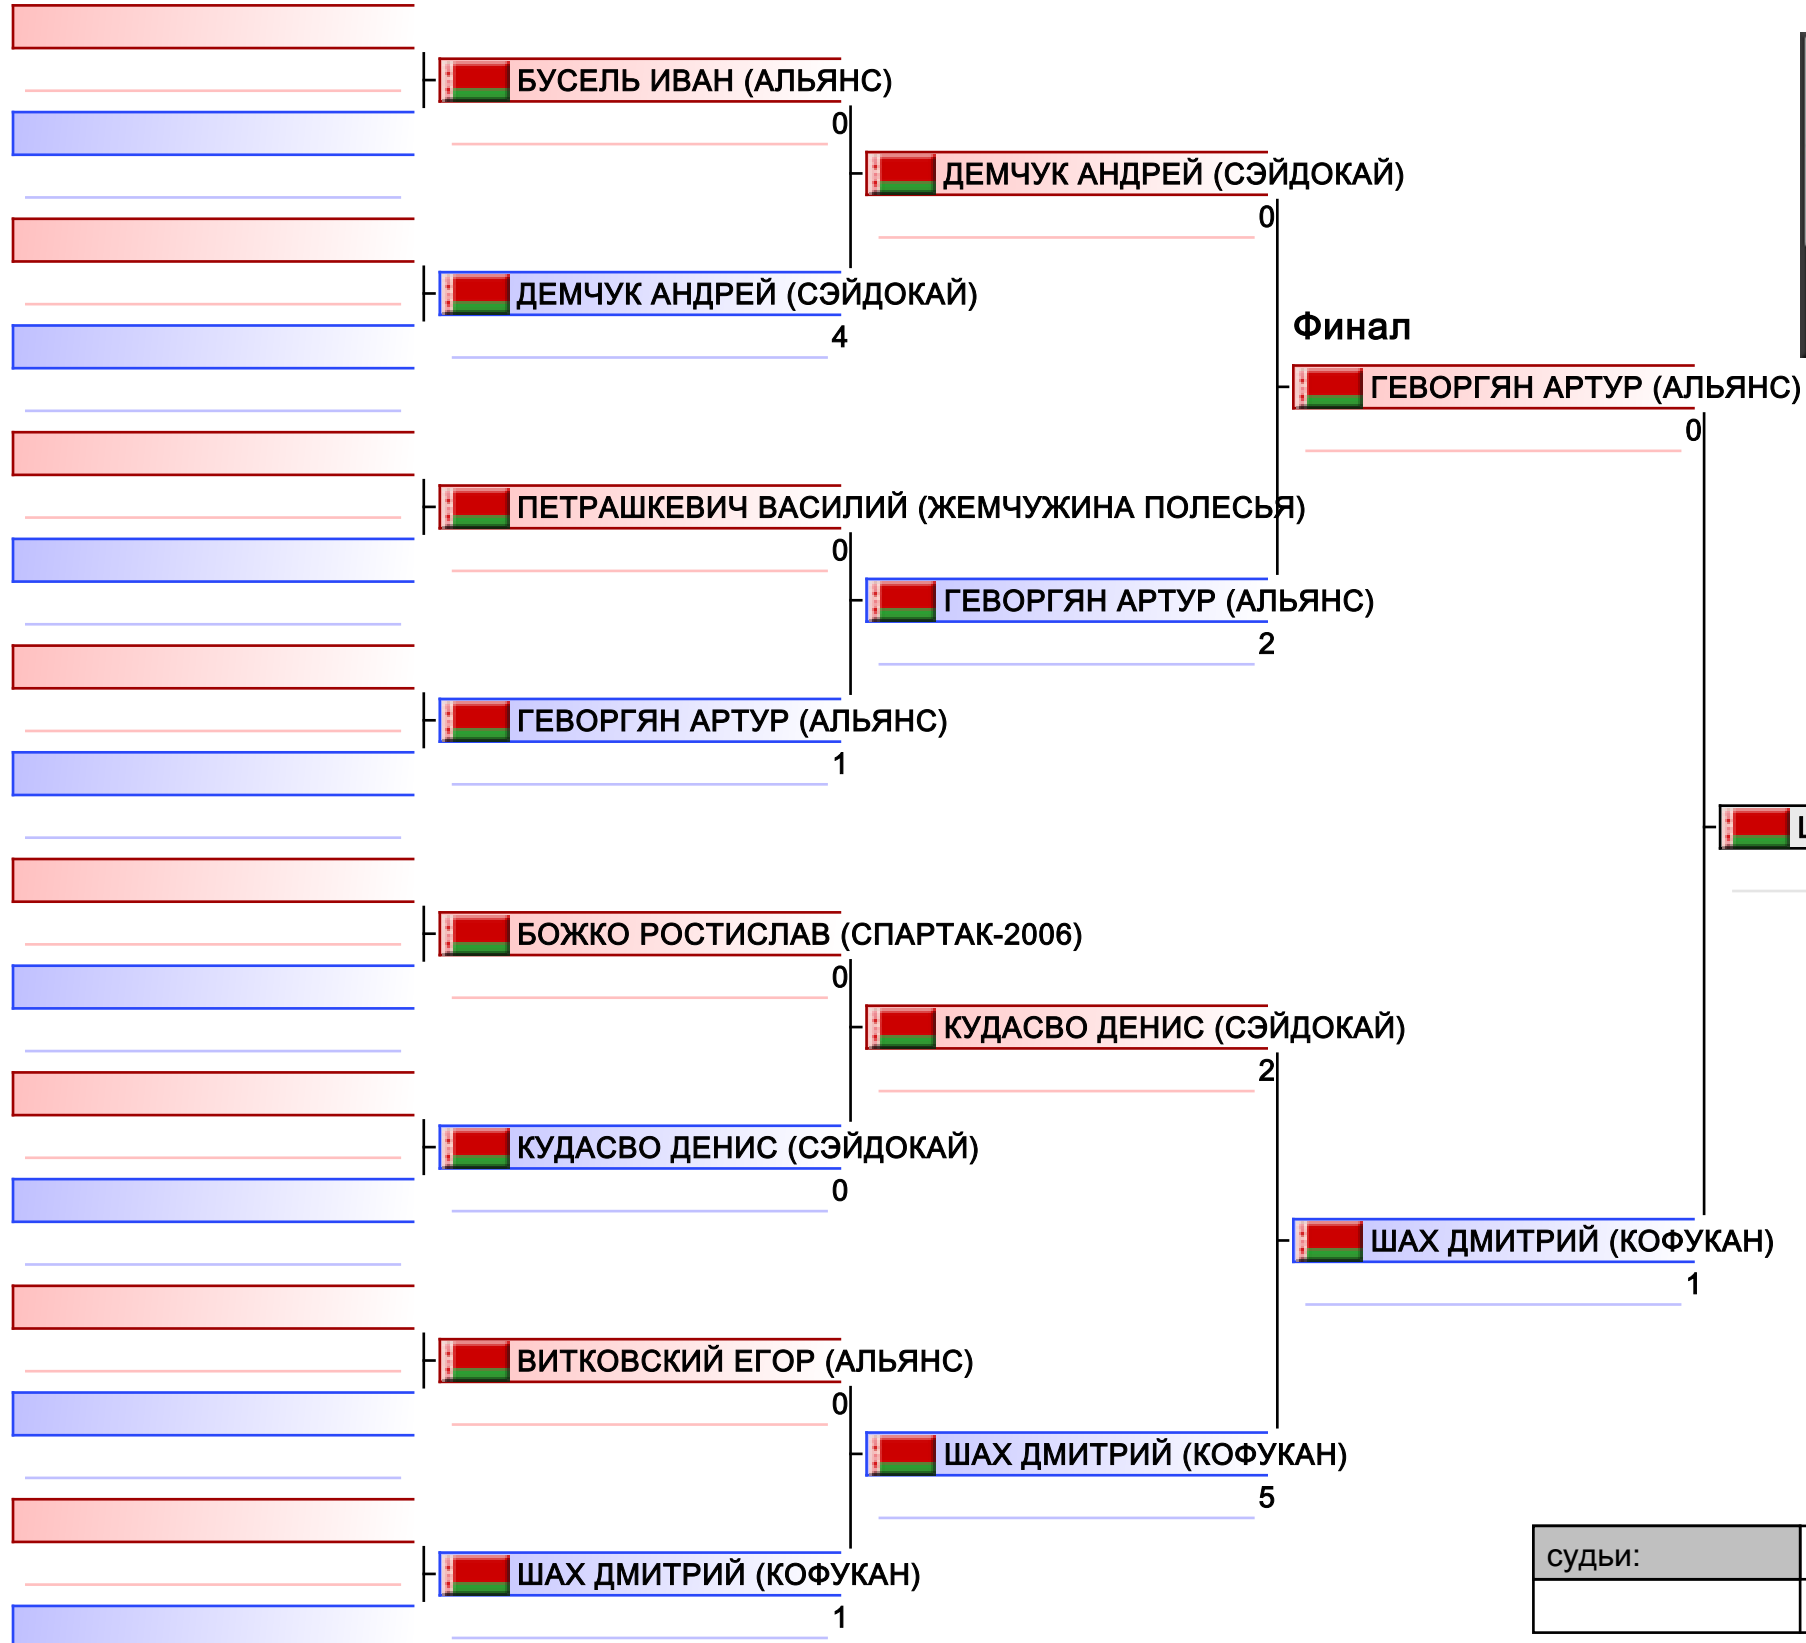 БУСЕЛЬ ИВАН (АЛЬЯНС)
0
ДЕМЧУК АНДРЕЙ (СЭЙДОКАЙ)
0
ДЕМЧУК АНДРЕЙ (СЭЙДОКАЙ)
4
Финал
ГЕВОРГЯН АРТУР (АЛЬЯНС)
0
ПЕТРАШКЕВИЧ ВАСИЛИЙ (ЖЕМЧУЖИНА ПОЛЕСЬЯ)
0
ГЕВОРГЯН АРТУР (АЛЬЯНС)
2
ГЕВОРГЯН АРТУР (АЛЬЯНС)
1
БОЖКО РОСТИСЛАВ (СПАРТАК-2006)
0
КУДАСВО ДЕНИС (СЭЙДОКАЙ)
2
КУДАСВО ДЕНИС (СЭЙДОКАЙ)
0
ШАХ ДМИТРИЙ (КОФУКАН)
1
ВИТКОВСКИЙ ЕГОР (АЛЬЯНС)
0
ШАХ ДМИТРИЙ (КОФУКАН)
5
судьи:
ШАХ ДМИТРИЙ (КОФУКАН)
1